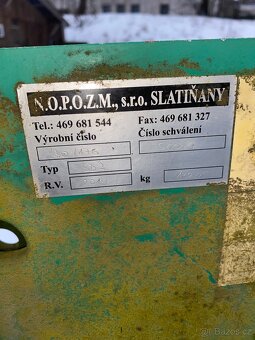 N.O.P.O.Z.M., s.r.o. SLATIŇANY
Tel.: 469 681 544 Fax: 469 681 327
Výrobní číslo Číslo schválení
Typ
R.V. kg